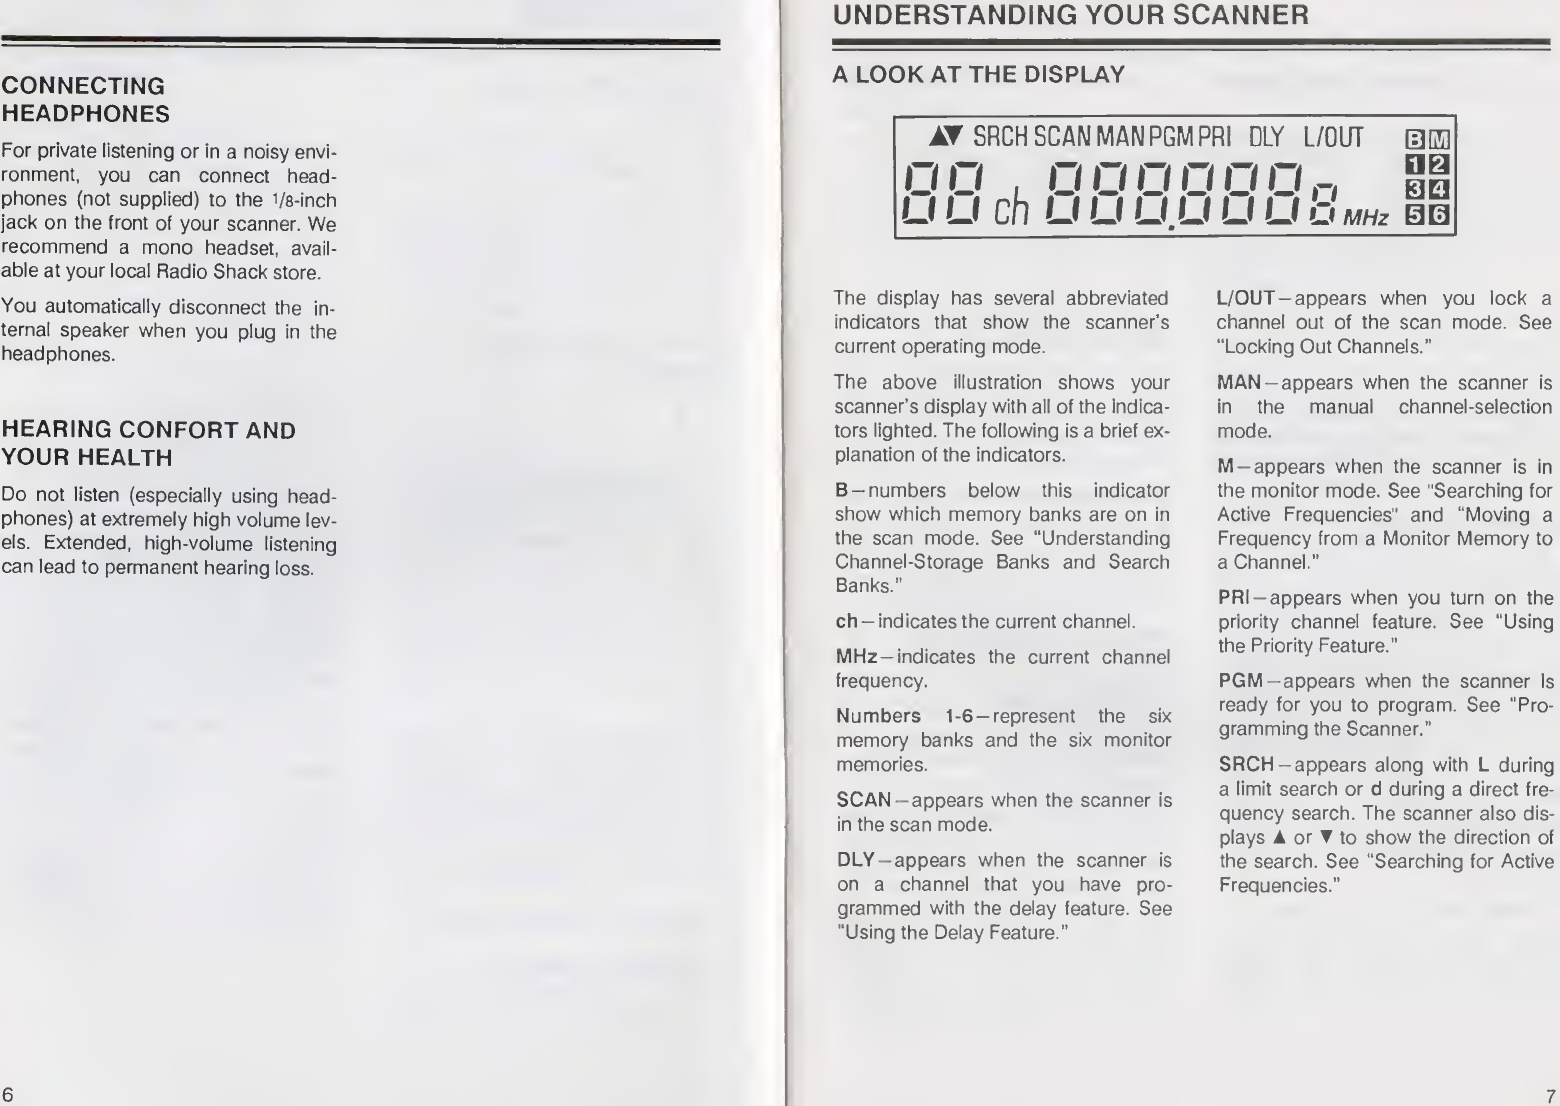 CONNECTING
HEADPHONES
For private listening or in a noisy envi-
ronment, you can connect head-
phones (not supplied) to the 1/8-inch
jack on the front of your scanner. We
recommend a mono headset, avail-
able at your local Radio Shack store.
You automatically disconnect the in-
ternal speaker when you plug in the
headphones.
HEARING CONFORT AND
YOUR HEALTH
Do not listen (especially using head-
phones) at extremely high volume lev-
els. Extended, high-volume listening
can lead to permanent hearing loss.
6
UNDERSTANDING YOUR SCANNER
A LOOK AT THE DISPLAY
▲▼ SRCH SCAN MAN PGM PRI DLY L/OUT B M
1 2
88 ch 888.888 8 MHz 3 4
5 6
The display has several abbreviated
indicators that show the scanner's
current operating mode.
The above illustration shows your
scanner's display with all of the indica-
tors lighted. The following is a brief ex-
planation of the indicators.
B—numbers below this indicator
show which memory banks are on in
the scan mode. See "Understanding
Channel-Storage Banks and Search
Banks."
ch—indicates the current channel.
MHz—indicates the current channel
frequency.
Numbers 1-6—represent the six
memory banks and the six monitor
memories.
SCAN—appears when the scanner is
in the scan mode.
DLY—appears when the scanner is
on a channel that you have pro-
grammed with the delay feature. See
"Using the Delay Feature."
L/OUT—appears when you lock a
channel out of the scan mode. See
"Locking Out Channels."
MAN—appears when the scanner is
in the manual channel-selection
mode.
M—appears when the scanner is in
the monitor mode. See "Searching for
Active Frequencies" and "Moving a
Frequency from a Monitor Memory to
a Channel."
PRI—appears when you turn on the
priority channel feature. See "Using
the Priority Feature."
PGM—appears when the scanner is
ready for you to program. See "Pro-
gramming the Scanner."
SRCH—appears along with L during
a limit search or d during a direct fre-
quency search. The scanner also dis-
plays ▲ or ▼ to show the direction of
the search. See "Searching for Active
Frequencies."
7